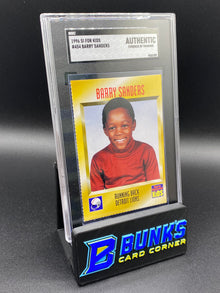 1996 SI FOR KIDS
#454 BARRY SANDERS
AUTHENTIC
BARRY SANDERS
RUNNING BACK
DETROIT LIONS
BUNK'S
CARD CORNER